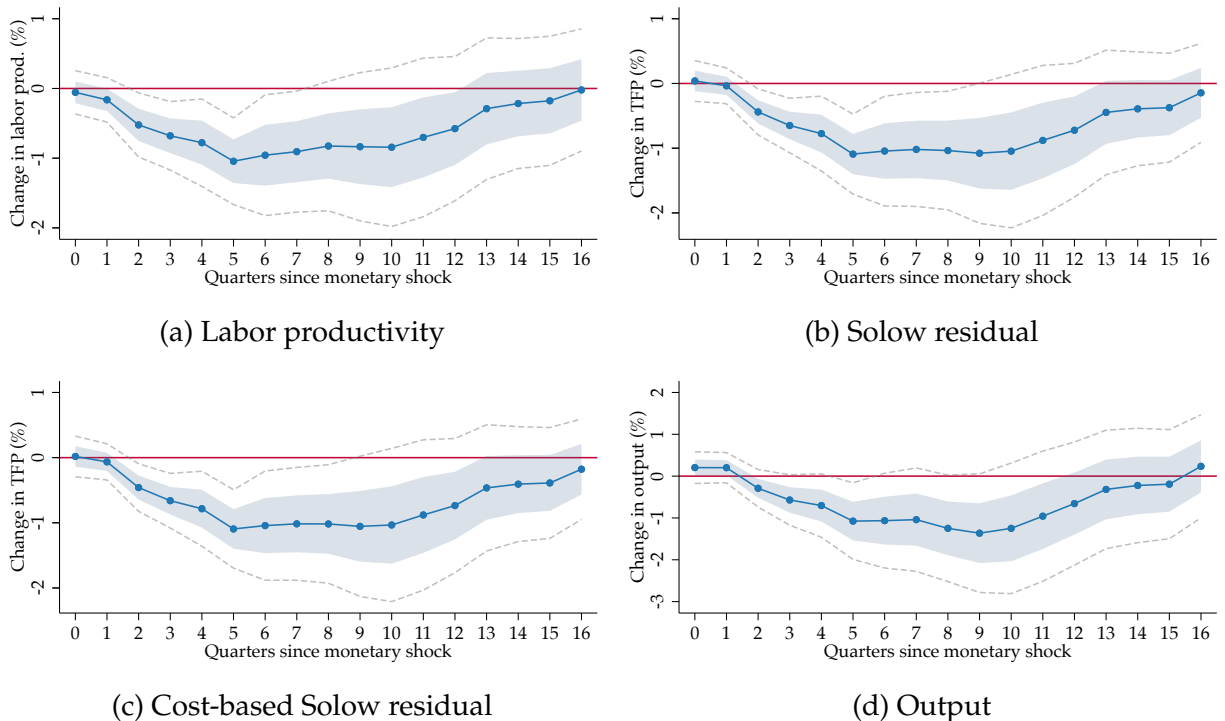 Change in labor prod. (%)
1
0
-1
-2
0 1 2 3 4 5 6 7 8 9 10 11 12 13 14 15 16
Quarters since monetary shock
(a) Labor productivity
Change in TFP (%)
1
0
-1
-2
0 1 2 3 4 5 6 7 8 9 10 11 12 13 14 15 16
Quarters since monetary shock
(b) Solow residual
Change in TFP (%)
1
0
-1
-2
0 1 2 3 4 5 6 7 8 9 10 11 12 13 14 15 16
Quarters since monetary shock
(c) Cost-based Solow residual
Change in output (%)
2
1
0
-1
-2
-3
0 1 2 3 4 5 6 7 8 9 10 11 12 13 14 15 16
Quarters since monetary shock
(d) Output